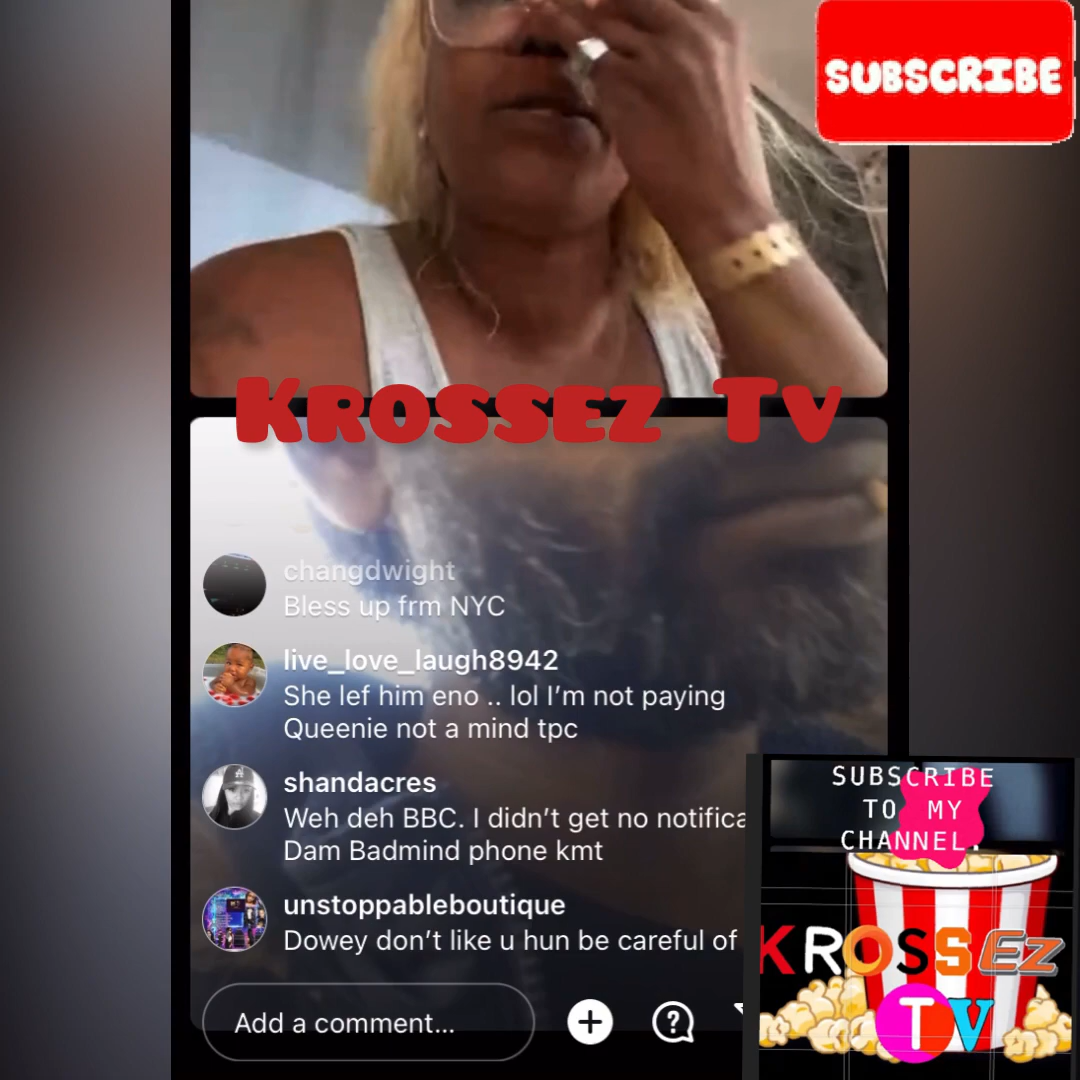 SUBSCRIBE
KROSSEZ TV
changdwight
Bless up frm NYC
live_love_laugh8942
She lef him eno .. lol I’m not paying
Queenie not a mind tpc
shandacres
Weh deh BBC. I didn’t get no notifica
Dam Badmind phone kmt
unstoppableboutique
Dowey don’t like u hun be careful of
Add a comment...
SUBSCRIBE
TO MY
CHANNEL.
KROSSEz
TV